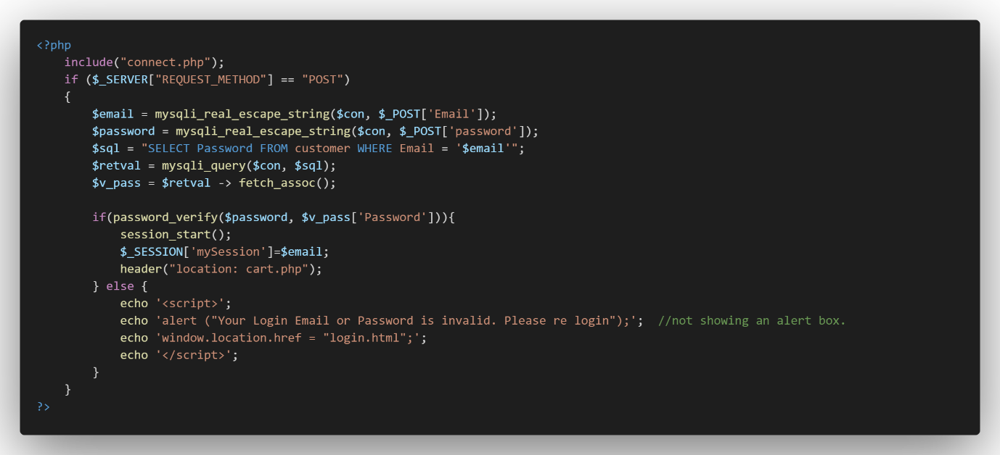 <?php
    include("connect.php");
    if ($_SERVER["REQUEST_METHOD"] == "POST")
    {
        $email = mysqli_real_escape_string($con, $_POST['Email']);
        $password = mysqli_real_escape_string($con, $_POST['password']);
        $sql = "SELECT Password FROM customer WHERE Email = '$email'";
        $retval = mysqli_query($con, $sql);
        $v_pass = $retval -> fetch_assoc();

        if(password_verify($password, $v_pass['Password'])){
            session_start();
            $_SESSION['mySession']=$email;
            header("location: cart.php");
        } else {
            echo '<script>';
            echo 'alert ("Your Login Email or Password is invalid. Please re login");';  //not showing an alert box.
            echo 'window.location.href = "login.html";';
            echo '</script>';
        }
    }
?>